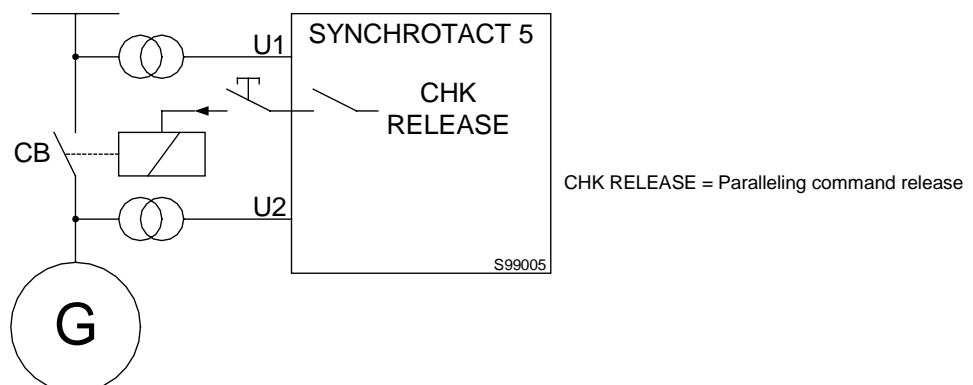 SYNCHROTACT 5
U1
CHK
RELEASE
CB
CHK RELEASE = Paralleling command release
U2
S99005
G